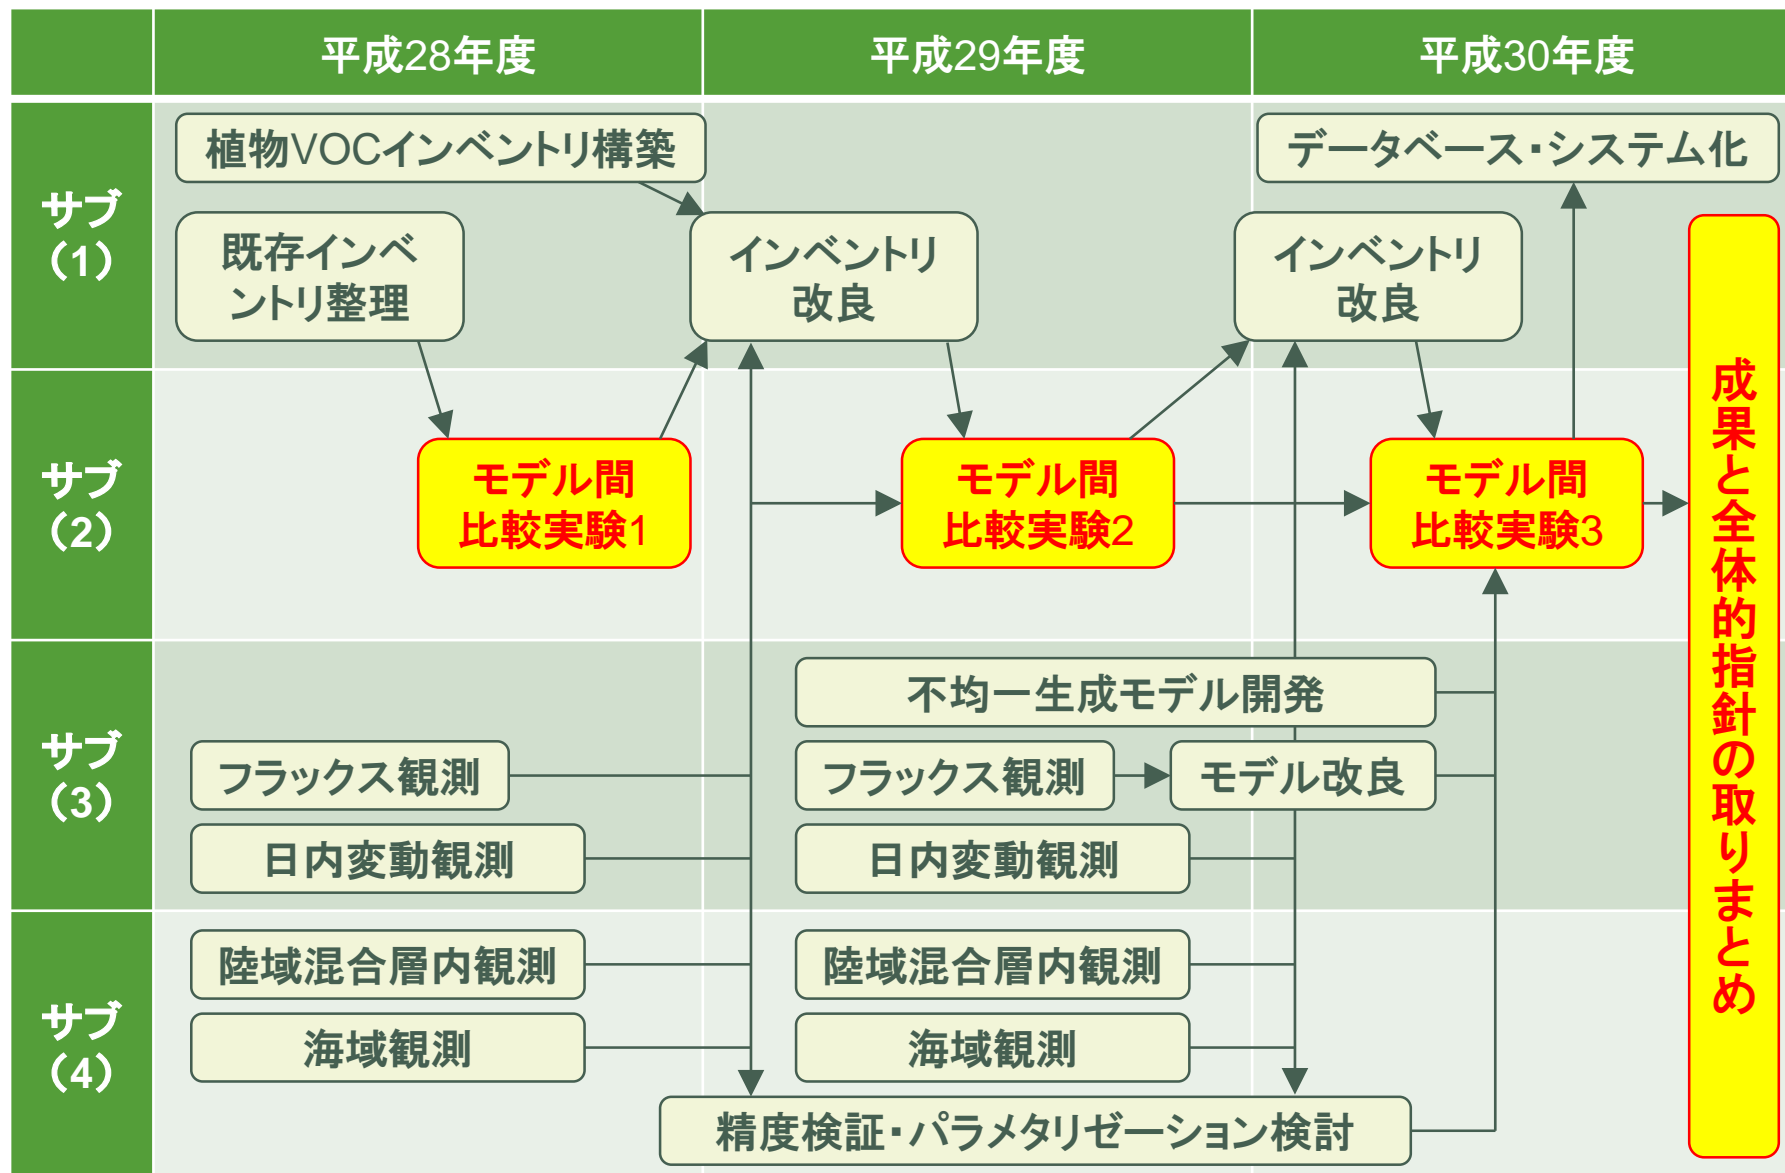 平成28年度
平成29年度
平成30年度
サブ
（1）
植物VOCインベントリ構築
データベース・システム化
既存インベ
ントリ整理
インベントリ
改良
インベントリ
改良
サブ
（2）
モデル間
比較実験1
モデル間
比較実験2
モデル間
比較実験3
成果と全体的指針の取りまとめ
サブ
（3）
不均一生成モデル開発
フラックス観測
フラックス観測
モデル改良
日内変動観測
日内変動観測
サブ
（4）
陸域混合層内観測
陸域混合層内観測
海域観測
海域観測
精度検証・パラメタリゼーション検討